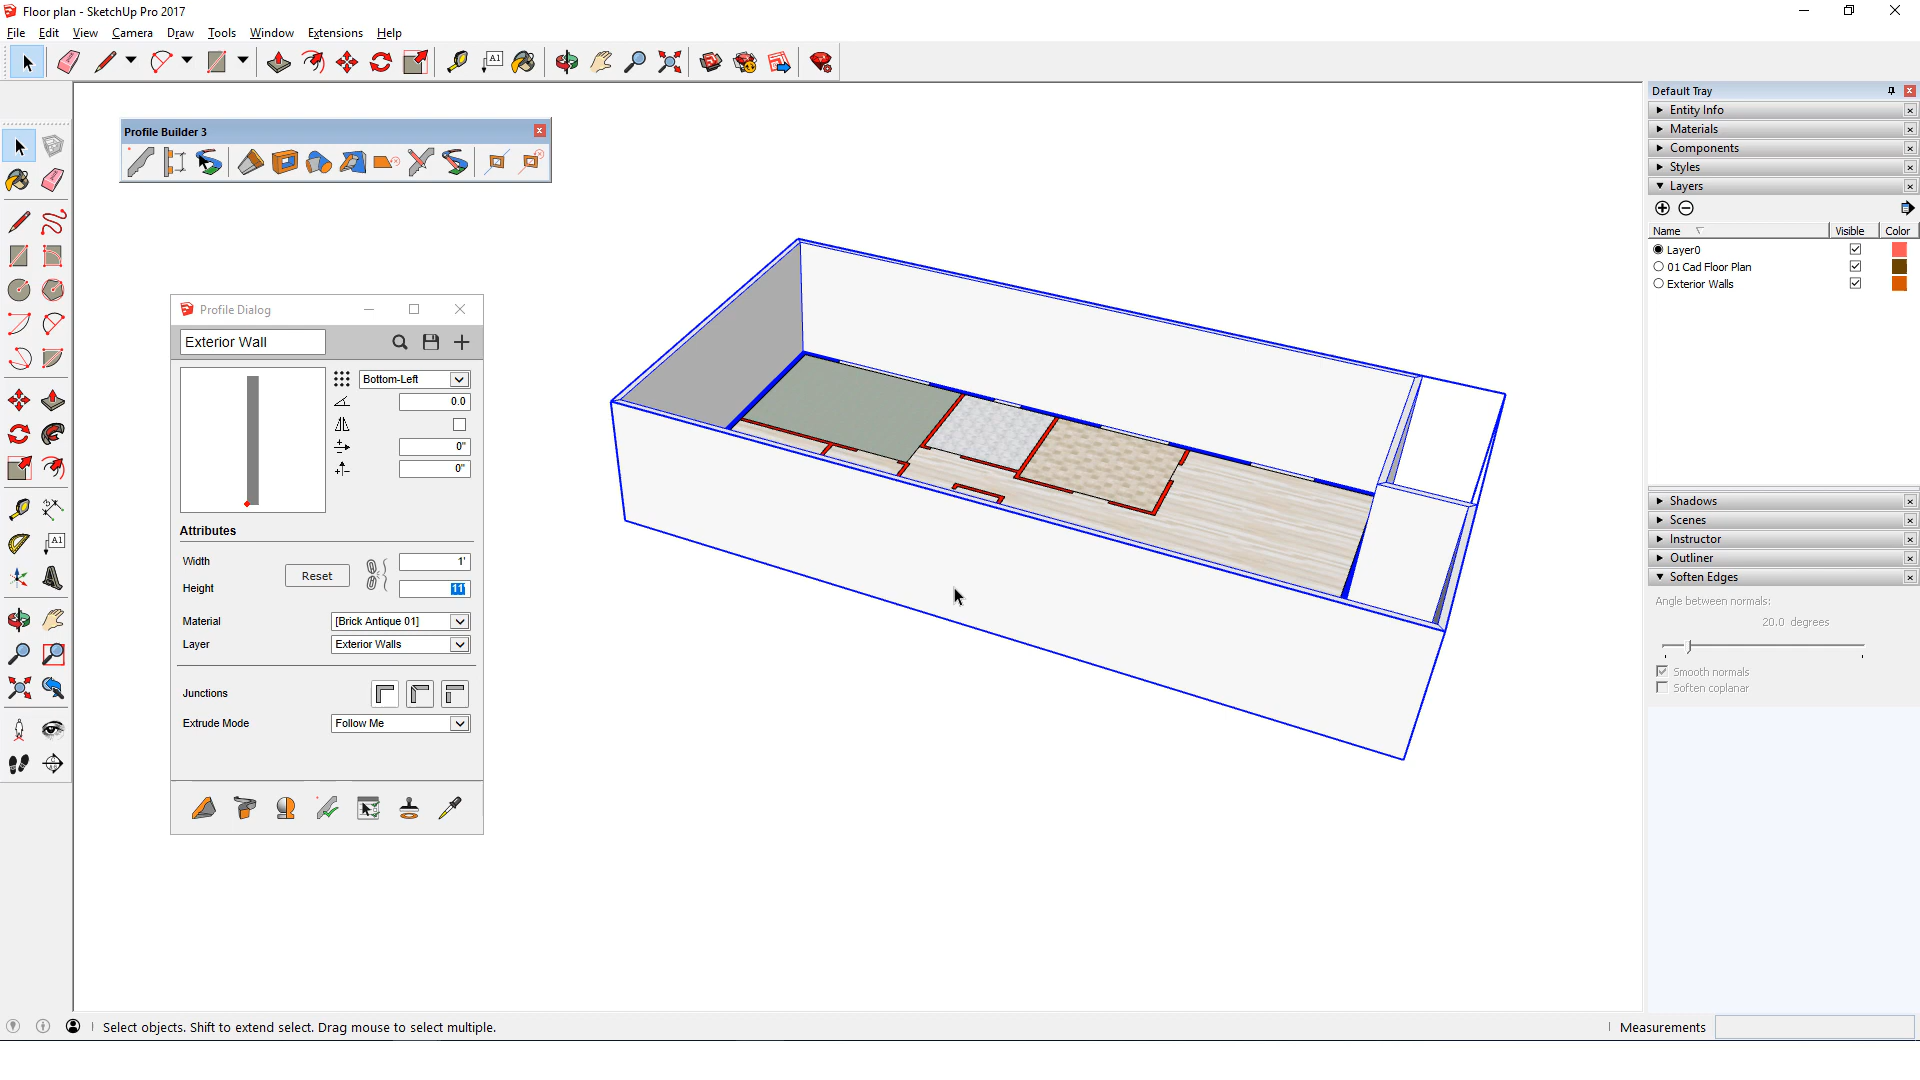 Floor plan - SketchUp Pro 2017
File Edit View Camera Draw Tools Window Extensions Help
A1
Default Tray
Entity Info
Materials
Components
Styles
Layers
Name Visible Color
Layer0
01 Cad Floor Plan
Exterior Walls
Shadows
Scenes
Instructor
Outliner
Soften Edges
Angle between normals:
20.0 degrees
Smooth normals
Soften coplanar
Profile Builder 3
Profile Dialog
Exterior Wall
Bottom-Left
0.0
0"
0"
Attributes
Width 1'
Reset
Height 11
Material [Brick Antique 01]
Layer Exterior Walls
Junctions
Extrude Mode Follow Me
A1
Select objects. Shift to extend select. Drag mouse to select multiple.
Measurements